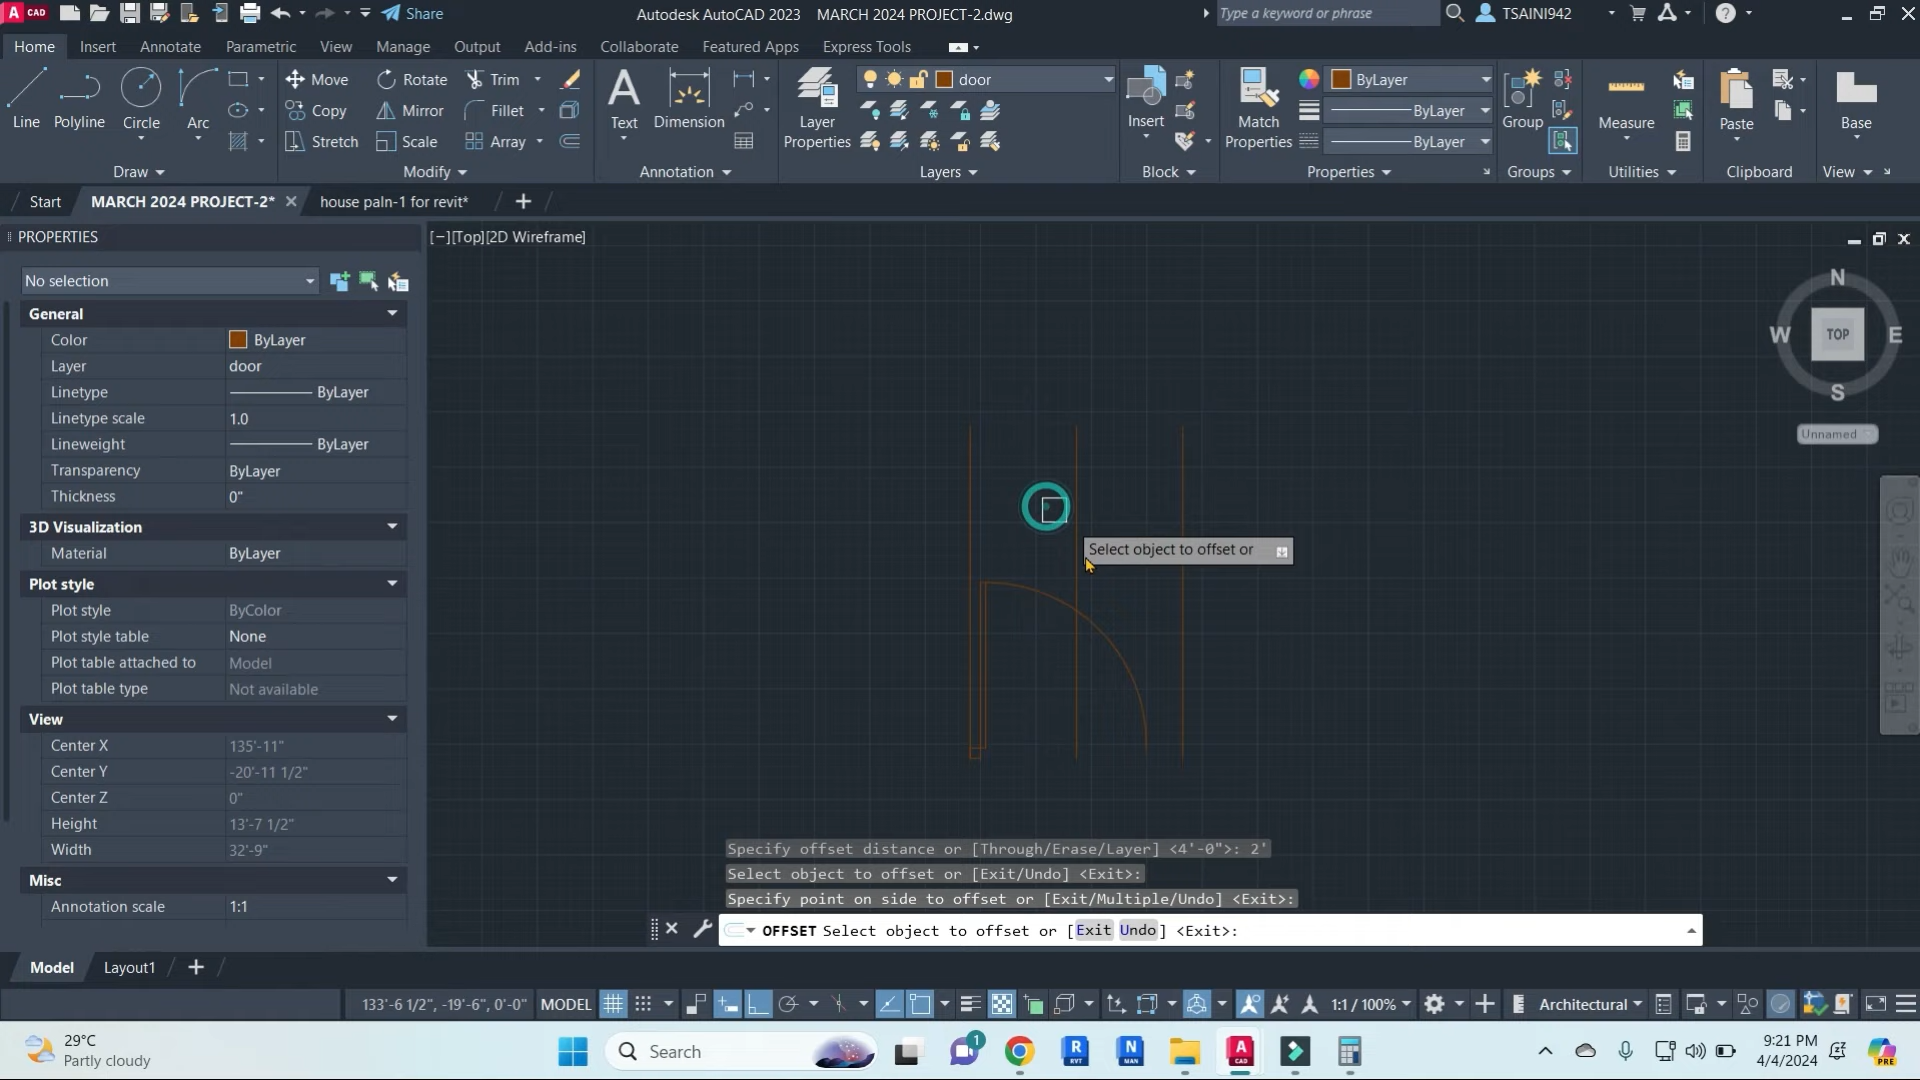 A CAD Share Autodesk AutoCAD 2023 MARCH 2024 PROJECT-2.dwg Type a keyword or phrase TSAINI942
Home Insert Annotate Parametric View Manage Output Add-ins Collaborate Featured Apps Express Tools
Line Polyline Circle Arc
Move Rotate Trim
Copy Mirror Fillet
Stretch Scale Array
Text Dimension
Layer Properties
door
Insert
Match Properties
ByLayer
ByLayer
ByLayer
Group Measure Paste Base
Draw Modify Annotation Layers Block Properties Groups Utilities Clipboard View
Start MARCH 2024 PROJECT-2* house paln-1 for revit*
PROPERTIES
[−][Top][2D Wireframe]
No selection
General
Color ByLayer
Layer door
Linetype ByLayer
Linetype scale 1.0
Lineweight ByLayer
Transparency ByLayer
Thickness 0"
3D Visualization
Material ByLayer
Plot style
Plot style ByColor
Plot style table None
Plot table attached to Model
Plot table type Not available
View
Center X 135'-11"
Center Y -20'-11 1/2"
Center Z 0"
Height 13'-7 1/2"
Width 32'-9"
Misc
Annotation scale 1:1
N
W TOP E
S
Unnamed
Select object to offset or
Specify offset distance or [Through/Erase/Layer] <4'-0">: 2'
Select object to offset or [Exit/Undo] <Exit>:
Specify point on side to offset or [Exit/Multiple/Undo] <Exit>:
OFFSET Select object to offset or [Exit Undo] <Exit>:
Model Layout1
133'-6 1/2", -19'-6", 0'-0" MODEL 1:1 / 100% Architectural
29°C
Partly cloudy
Search
1
R RVT N MAN A CAD
9:21 PM
4/4/2024
PRE